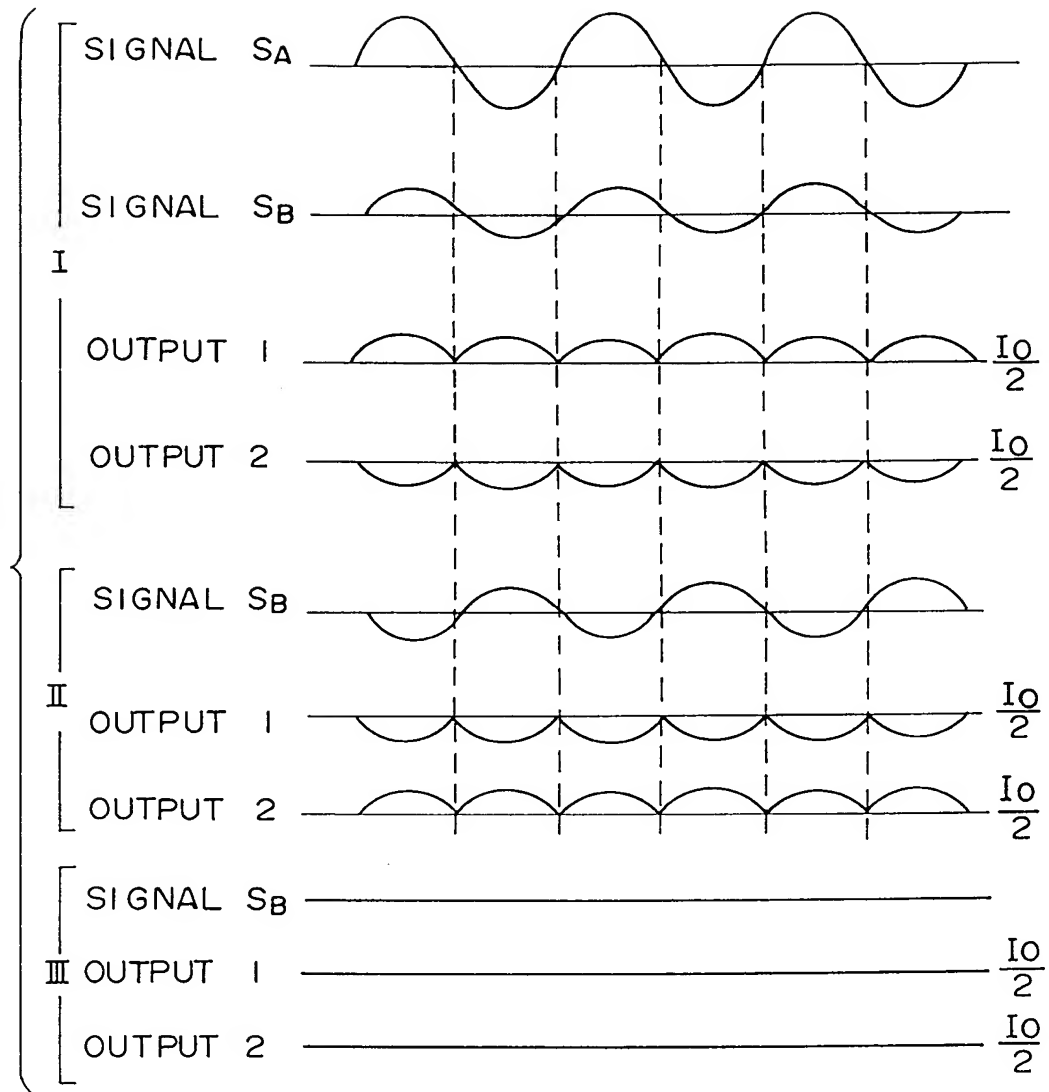 SIGNAL SA
SIGNAL SB
I
OUTPUT 1 Io/2
OUTPUT 2 Io/2
SIGNAL SB
II
OUTPUT 1 Io/2
OUTPUT 2 Io/2
SIGNAL SB
III OUTPUT 1 Io/2
OUTPUT 2 Io/2